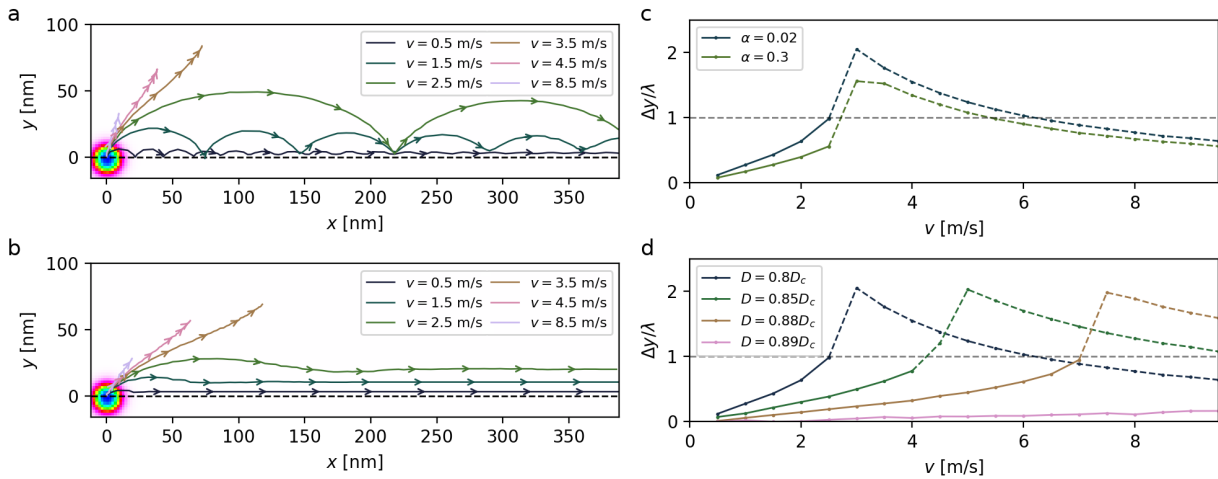 a
100
50
0
y [nm]
v = 0.5 m/s
v = 1.5 m/s
v = 2.5 m/s
v = 3.5 m/s
v = 4.5 m/s
v = 8.5 m/s
0 50 100 150 200 250 300 350
x [nm]
b
100
50
0
y [nm]
v = 0.5 m/s
v = 1.5 m/s
v = 2.5 m/s
v = 3.5 m/s
v = 4.5 m/s
v = 8.5 m/s
0 50 100 150 200 250 300 350
x [nm]
c
2
1
0
Δy/λ
α = 0.02
α = 0.3
0 2 4 6 8
v [m/s]
d
2
1
0
Δy/λ
D = 0.8D_c
D = 0.85D_c
D = 0.88D_c
D = 0.89D_c
0 2 4 6 8
v [m/s]